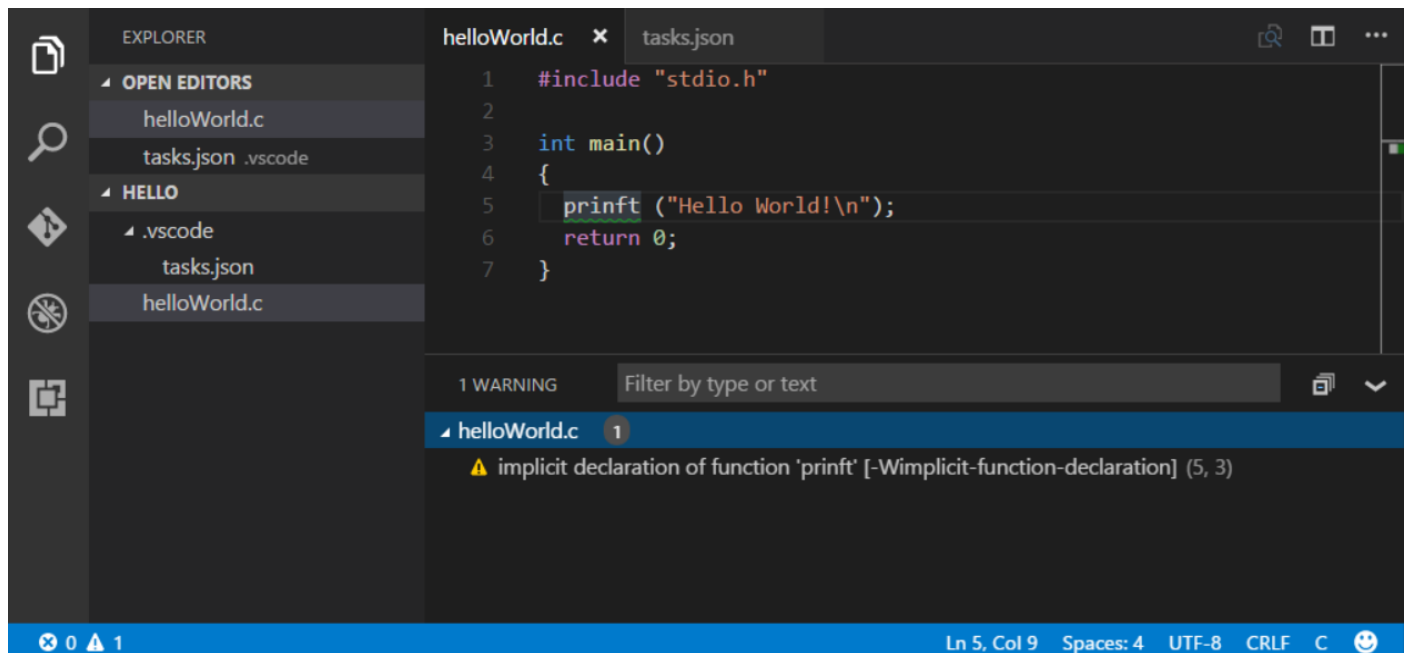 EXPLORER
OPEN EDITORS
helloWorld.c
tasks.json .vscode
HELLO
.vscode
tasks.json
helloWorld.c
helloWorld.c × tasks.json
1 #include "stdio.h"
2
3 int main()
4 {
5 prinft ("Hello World!\n");
6 return 0;
7 }
1 WARNING Filter by type or text
helloWorld.c 1
implicit declaration of function 'prinft' [-Wimplicit-function-declaration] (5, 3)
0 1 Ln 5, Col 9 Spaces: 4 UTF-8 CRLF C